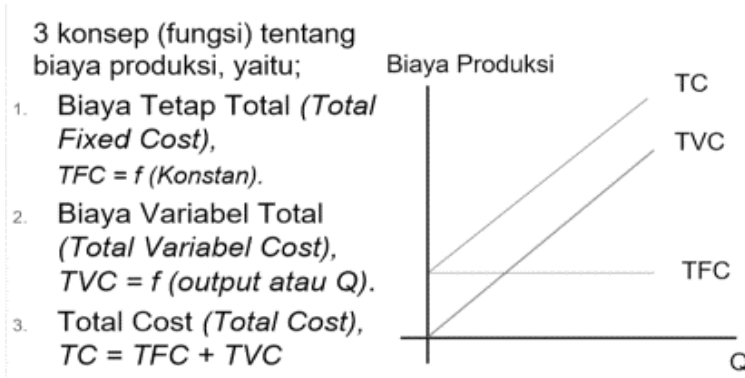 3 konsep (fungsi) tentang
biaya produksi, yaitu;
1. Biaya Tetap Total (Total
Fixed Cost),
TFC = f (Konstan).
2. Biaya Variabel Total
(Total Variabel Cost),
TVC = f (output atau Q).
3. Total Cost (Total Cost),
TC = TFC + TVC
Biaya Produksi
TC
TVC
TFC
Q